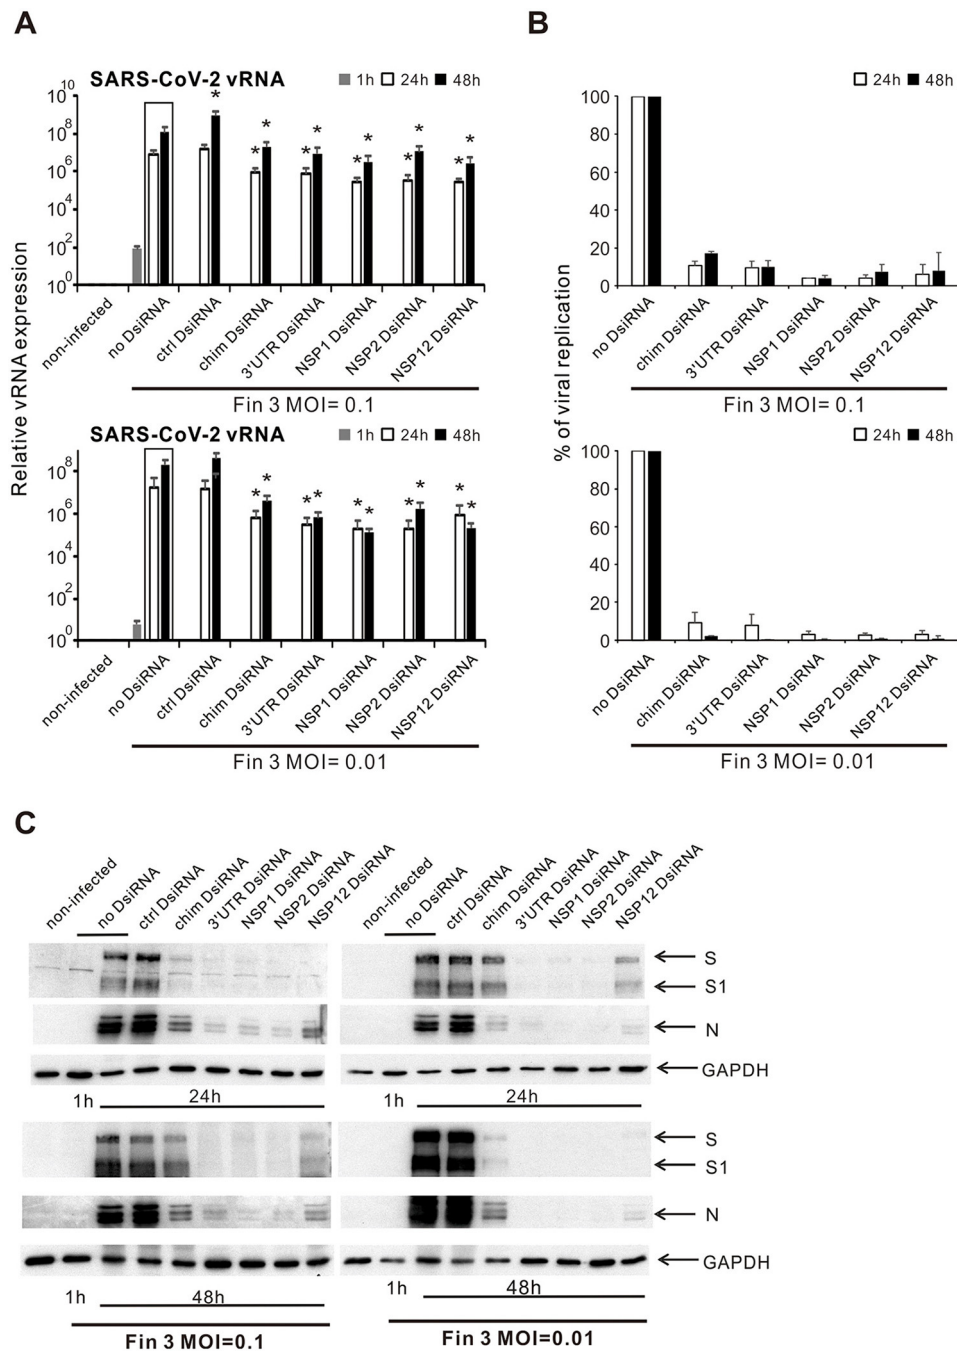 A
SARS-CoV-2 vRNA
1h 24h 48h
Relative vRNA expression
10^10
10^8
10^6
10^4
10^2
10^0
* * * * * * * * * * *
non-infected
no DsiRNA
ctrl DsiRNA
chim DsiRNA
3'UTR DsiRNA
NSP1 DsiRNA
NSP2 DsiRNA
NSP12 DsiRNA
Fin 3 MOI= 0.1
SARS-CoV-2 vRNA
1h 24h 48h
10^8
10^6
10^4
10^2
10^0
* * * * * * * * * *
non-infected
no DsiRNA
ctrl DsiRNA
chim DsiRNA
3'UTR DsiRNA
NSP1 DsiRNA
NSP2 DsiRNA
NSP12 DsiRNA
Fin 3 MOI= 0.01
B
24h 48h
% of viral replication
100
80
60
40
20
0
no DsiRNA
chim DsiRNA
3'UTR DsiRNA
NSP1 DsiRNA
NSP2 DsiRNA
NSP12 DsiRNA
Fin 3 MOI= 0.1
24h 48h
100
80
60
40
20
0
no DsiRNA
chim DsiRNA
3'UTR DsiRNA
NSP1 DsiRNA
NSP2 DsiRNA
NSP12 DsiRNA
Fin 3 MOI= 0.01
C
non-infected
no DsiRNA
ctrl DsiRNA
chim DsiRNA
3'UTR DsiRNA
NSP1 DsiRNA
NSP2 DsiRNA
NSP12 DsiRNA
non-infected
no DsiRNA
ctrl DsiRNA
chim DsiRNA
3'UTR DsiRNA
NSP1 DsiRNA
NSP2 DsiRNA
NSP12 DsiRNA
S
S1
N
GAPDH
1h 24h 1h 24h
S
S1
N
GAPDH
1h 48h 1h 48h
Fin 3 MOI=0.1 Fin 3 MOI=0.01